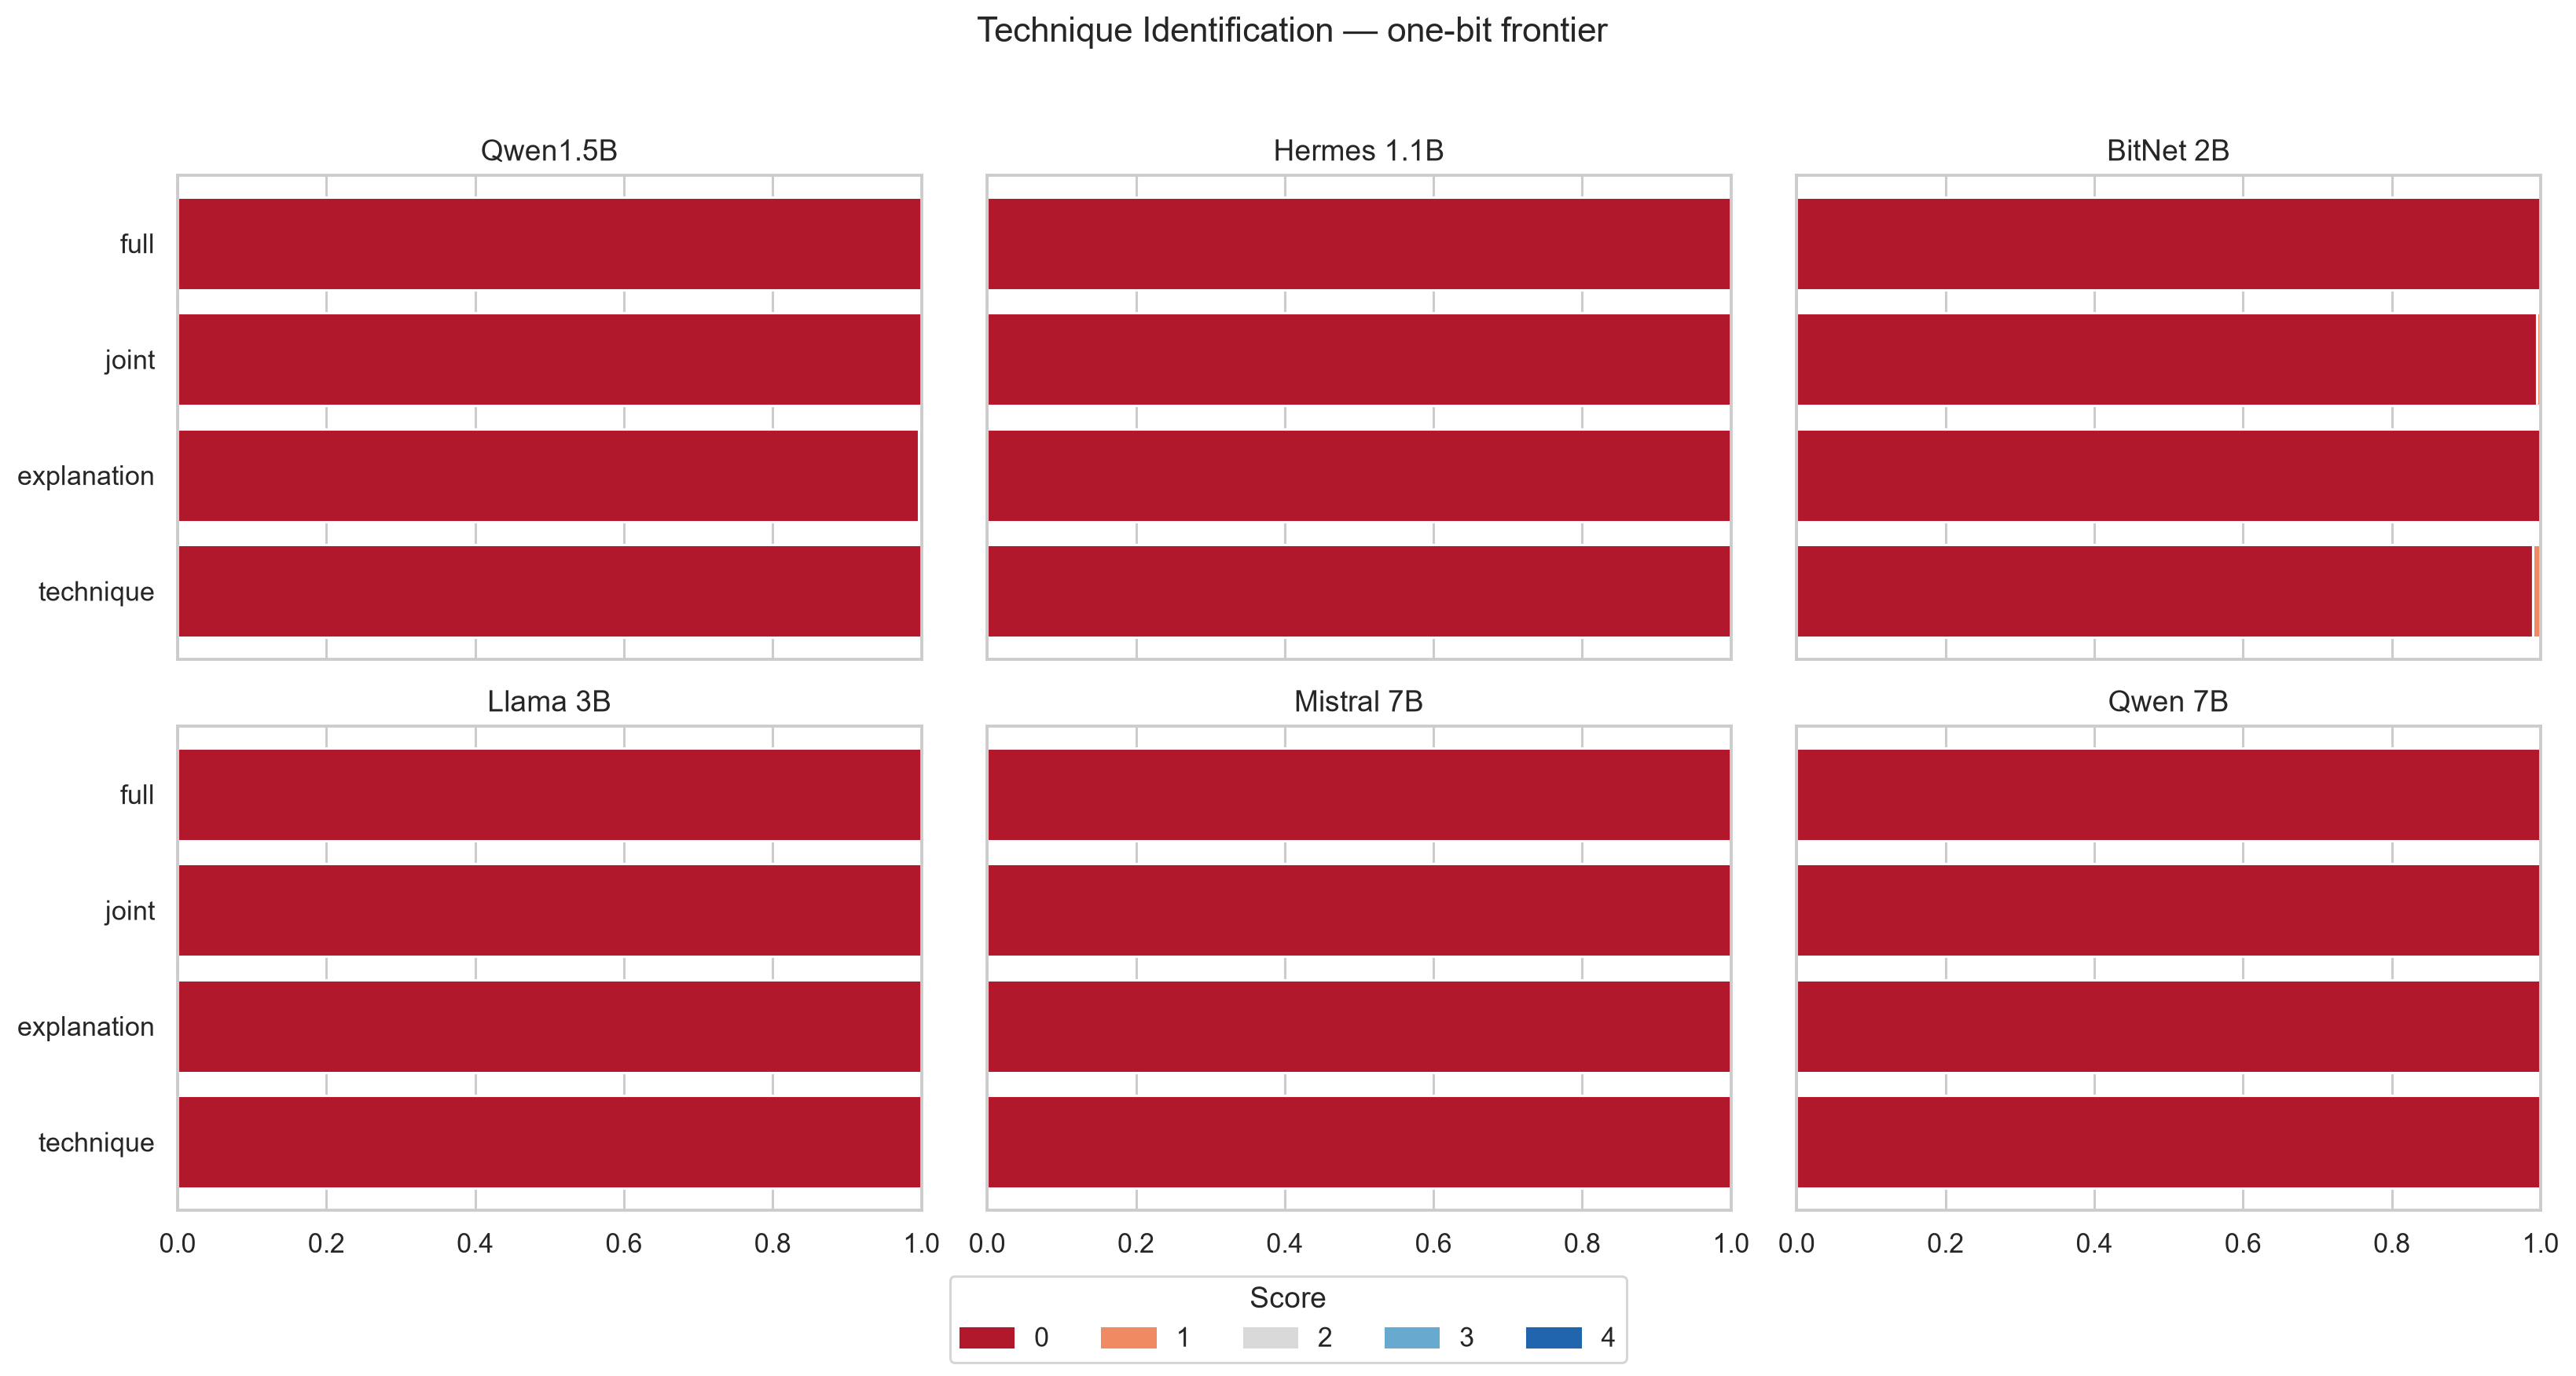 Technique Identification — one-bit frontier
Qwen1.5B
Hermes 1.1B
BitNet 2B
full
joint
explanation
technique
Llama 3B
Mistral 7B
Qwen 7B
full
joint
explanation
technique
0.0 0.2 0.4 0.6 0.8 1.0
0.0 0.2 0.4 0.6 0.8 1.0
0.0 0.2 0.4 0.6 0.8 1.0
Score
0 1 2 3 4